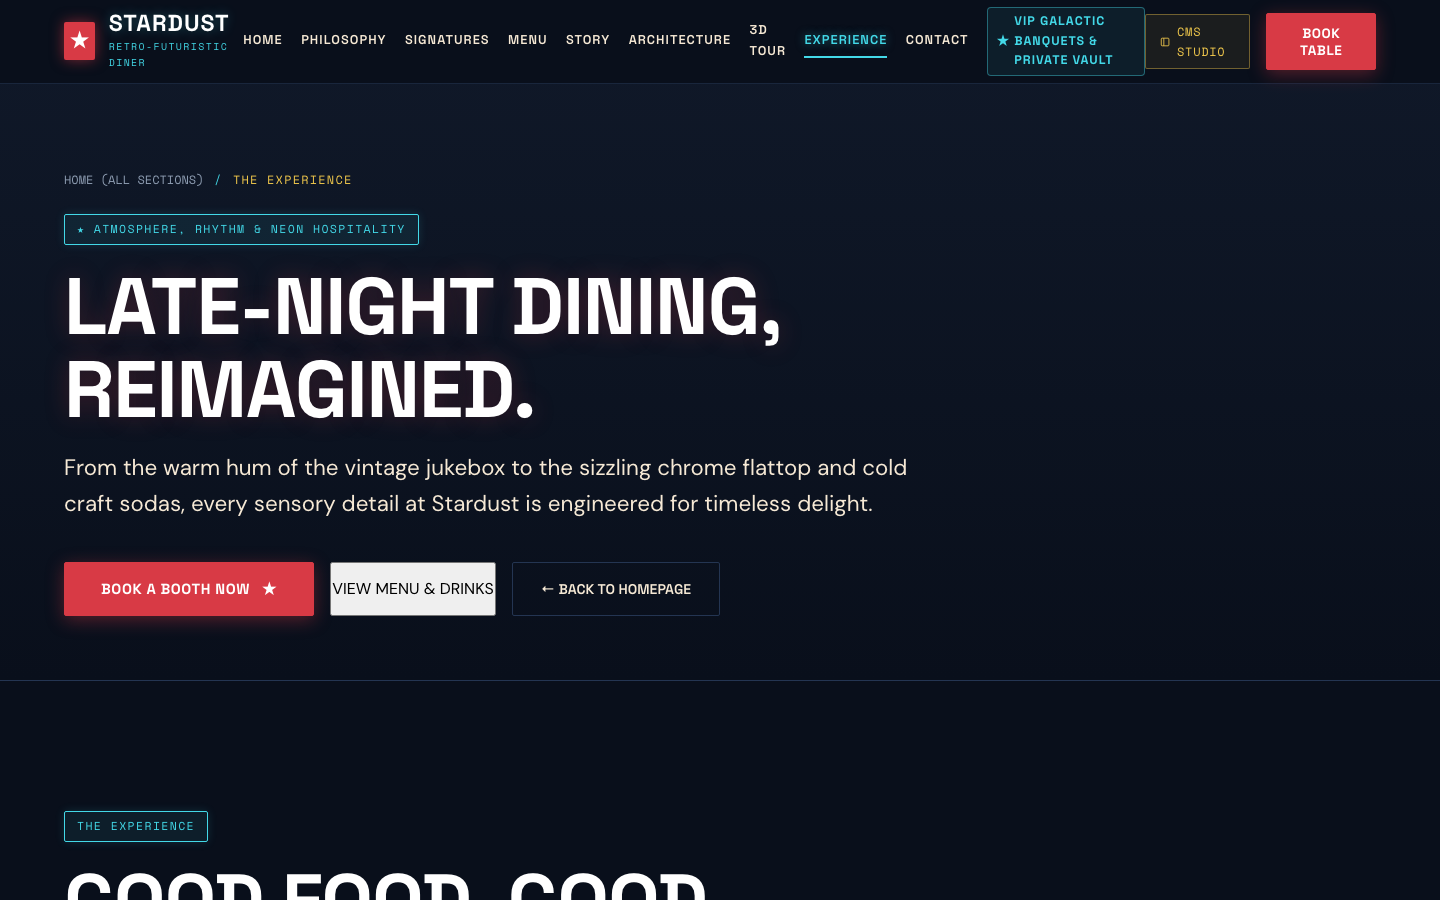 STARDUST
RETRO-FUTURISTIC
DINER
HOME
PHILOSOPHY
SIGNATURES
MENU
STORY
ARCHITECTURE
3D
TOUR
EXPERIENCE
CONTACT
★ VIP GALACTIC
BANQUETS &
PRIVATE VAULT
CMS
STUDIO
BOOK
TABLE
HOME (ALL SECTIONS) / THE EXPERIENCE
★ ATMOSPHERE, RHYTHM & NEON HOSPITALITY
LATE-NIGHT DINING,
REIMAGINED.
From the warm hum of the vintage jukebox to the sizzling chrome flattop and cold
craft sodas, every sensory detail at Stardust is engineered for timeless delight.
BOOK A BOOTH NOW ★
VIEW MENU & DRINKS
← BACK TO HOMEPAGE
THE EXPERIENCE
GOOD FOOD. GOOD